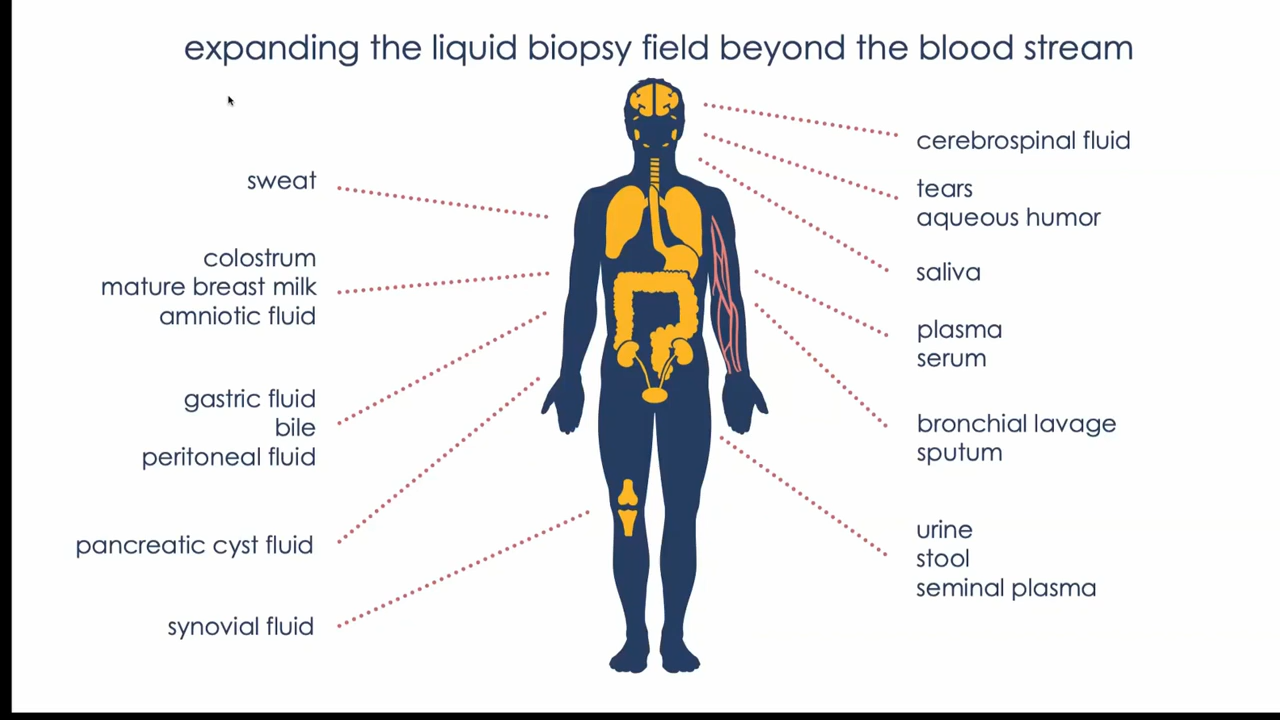 expanding the liquid biopsy field beyond the blood stream
sweat
colostrum
mature breast milk
amniotic fluid
gastric fluid
bile
peritoneal fluid
pancreatic cyst fluid
synovial fluid
cerebrospinal fluid
tears
aqueous humor
saliva
plasma
serum
bronchial lavage
sputum
urine
stool
seminal plasma